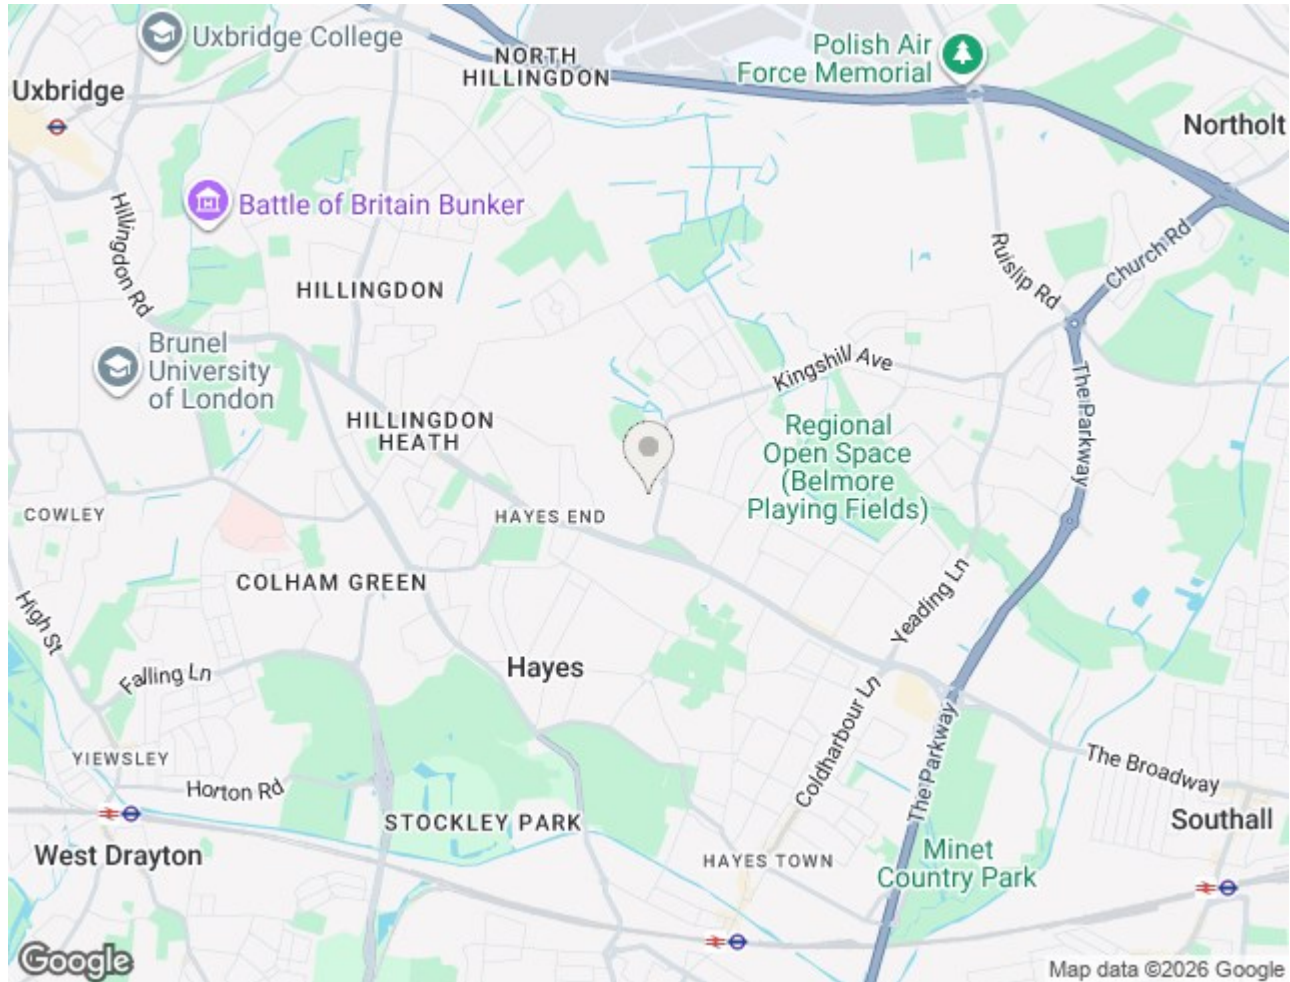 Uxbridge College
NORTH
HILLINGDON
Polish Air
Force Memorial
Uxbridge
Northolt
Hillingdon Rd
Battle of Britain Bunker
Church Rd
Ruislip Rd
HILLINGDON
Brunel
University
of London
Kingshill Ave
The Parkway
HILLINGDON
HEATH
Regional
Open Space
(Belmore
Playing Fields)
COWLEY
HAYES END
COLHAM GREEN
Yeading Ln
High St
Falling Ln
Hayes
Coldharbour Ln
The Parkway
YIEWSLEY
Horton Rd
The Broadway
STOCKLEY PARK
Southall
West Drayton
HAYES TOWN
Minet
Country Park
Google
Map data ©2026 Google